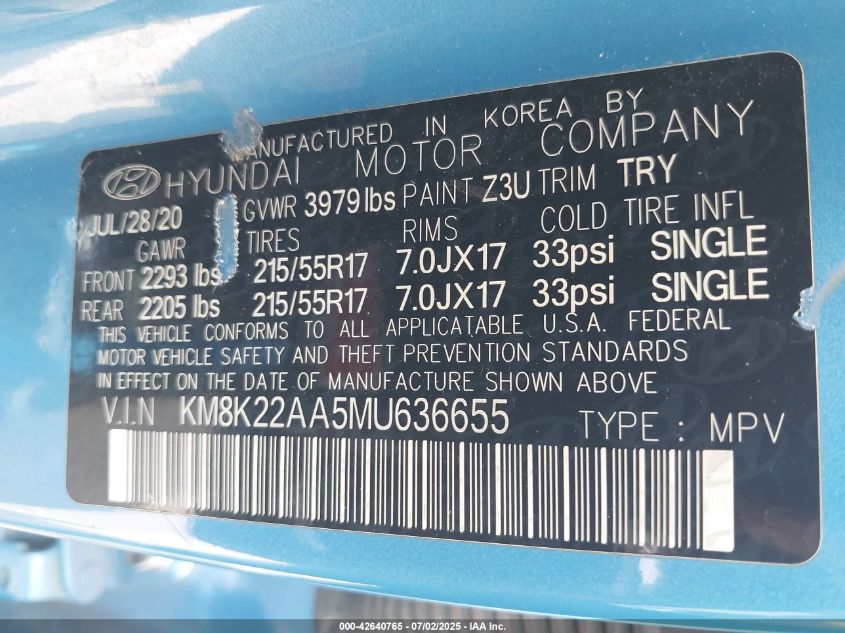 MANUFACTURED IN KOREA BY
HYUNDAI MOTOR COMPANY
JUL/28/20 GVWR 3979 lbs PAINT Z3U TRIM TRY
GAWR TIRES RIMS COLD TIRE INFL
FRONT 2293 lbs 215/55R17 7.0JX17 33psi SINGLE
REAR 2205 lbs 215/55R17 7.0JX17 33psi SINGLE
THIS VEHICLE CONFORMS TO ALL APPLICATABLE U.S.A. FEDERAL
MOTOR VEHICLE SAFETY AND THEFT PREVENTION STANDARDS
IN EFFECT ON THE DATE OF MANUFACTURE SHOWN ABOVE
V.I.N KM8K22AA5MU636655 TYPE : MPV
000-42640765 - 07/02/2025 - IAA Inc.